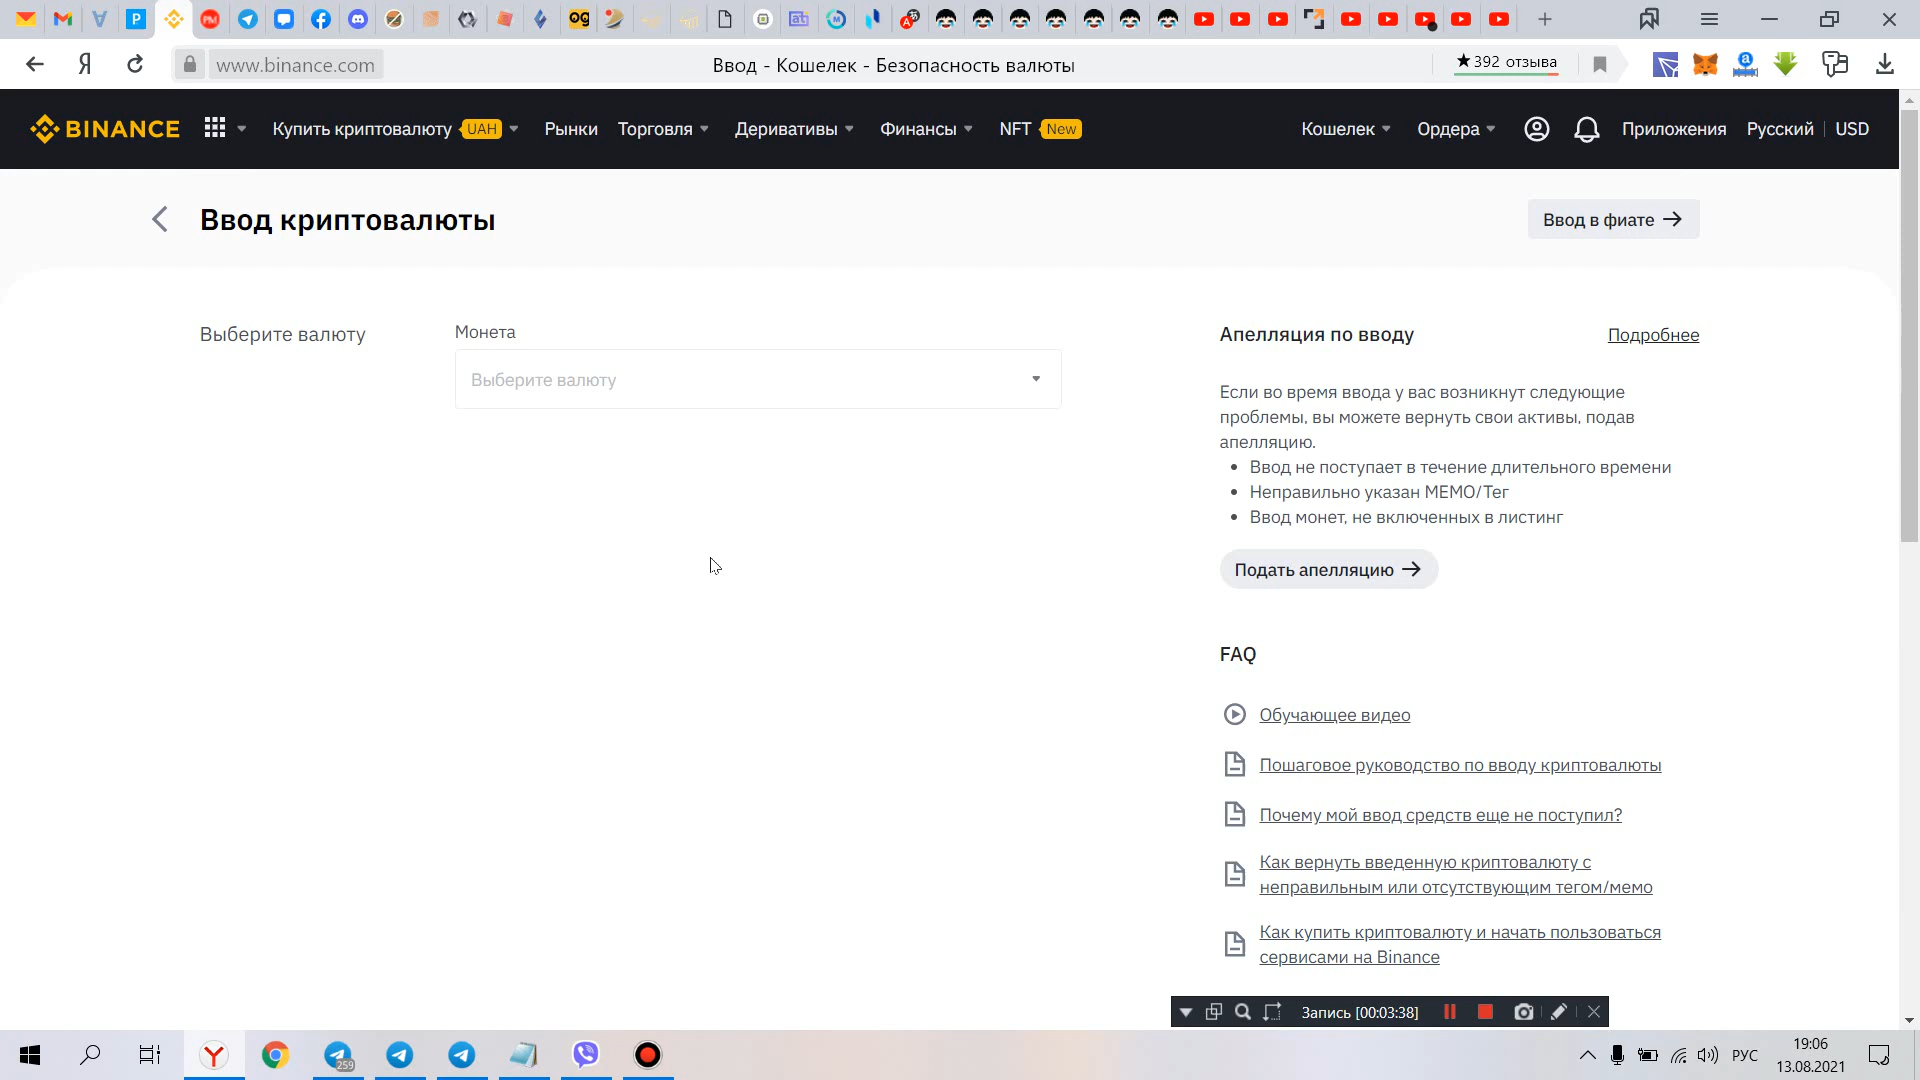 www.binance.com
Ввод - Кошелек - Безопасность валюты
★392 отзыва
BINANCE
Купить криптовалюту UAH
Рынки
Торговля
Деривативы
Финансы
NFT New
Кошелек
Ордера
Приложения
Русский
USD
Ввод криптовалюты
Ввод в фиате →
Выберите валюту
Монета
Выберите валюту
Апелляция по вводу
Подробнее
Если во время ввода у вас возникнут следующие
проблемы, вы можете вернуть свои активы, подав
апелляцию.
• Ввод не поступает в течение длительного времени
• Неправильно указан МЕМО/Тег
• Ввод монет, не включенных в листинг
Подать апелляцию →
FAQ
Обучающее видео
Пошаговое руководство по вводу криптовалюты
Почему мой ввод средств еще не поступил?
Как вернуть введенную криптовалюту с
неправильным или отсутствующим тегом/мемо
Как купить криптовалюту и начать пользоваться
сервисами на Binance
Запись [00:03:38]
259
РУС
19:06
13.08.2021